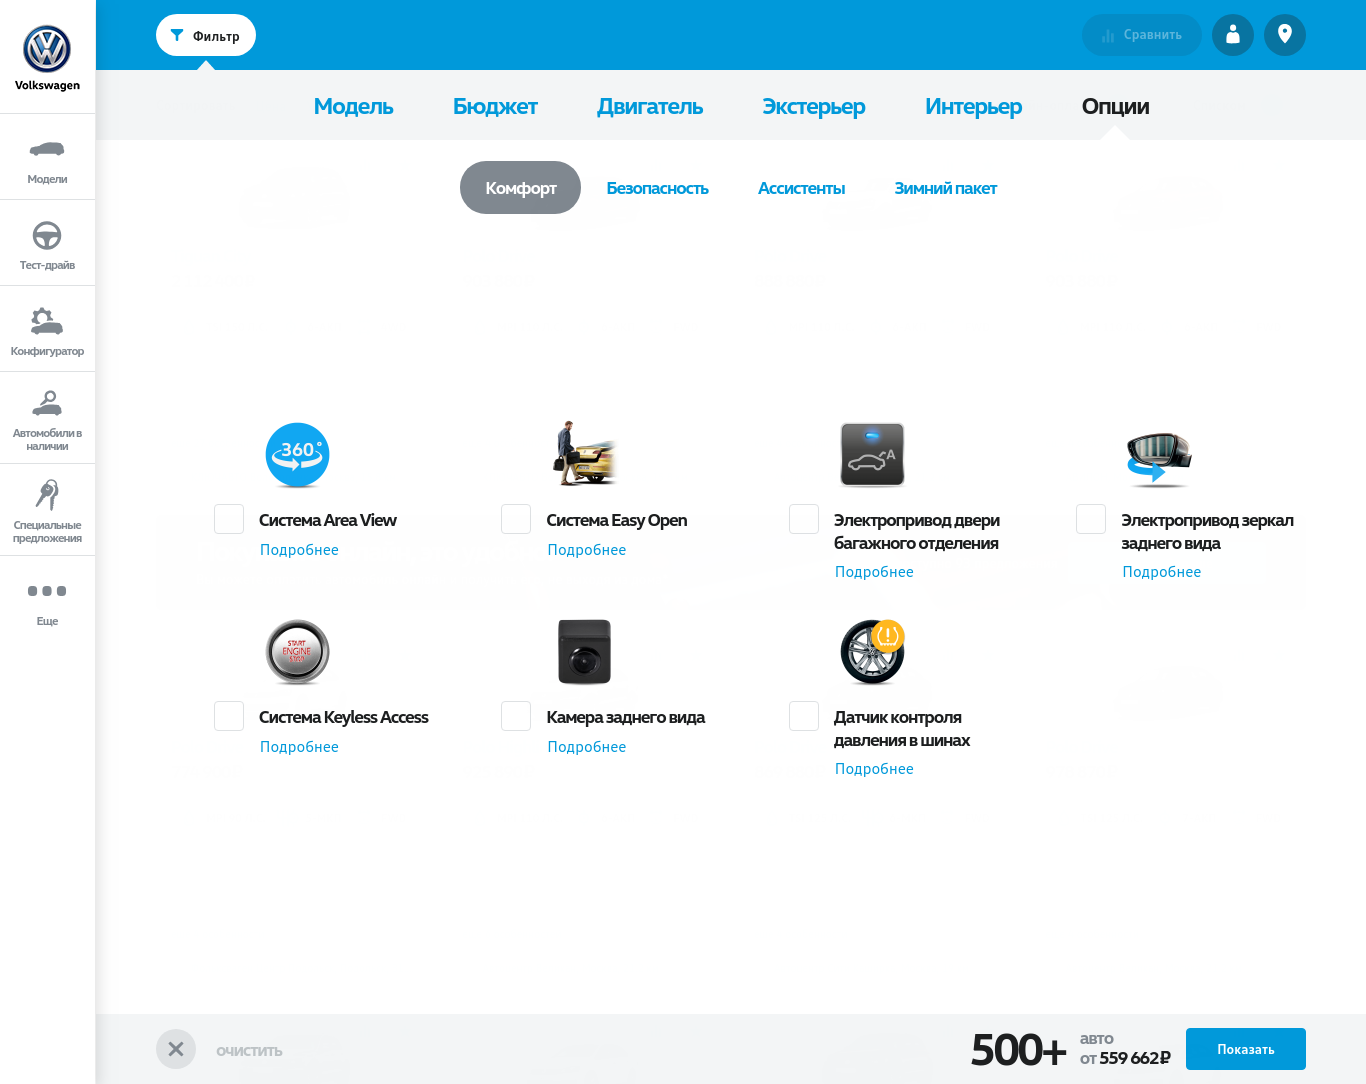 Volkswagen
Модели
Тест-драйв
Конфигуратор
Автомобили в
наличии
Специальные
предложения
Еще
Фильтр
Сравнить
Модель Бюджет Двигатель Экстерьер Интерьер Опции
Комфорт Безопасность Ассистенты Зимний пакет
360°
Система Area View
Подробнее
Система Easy Open
Подробнее
A
Электропривод двери
багажного отделения
Подробнее
Электропривод зеркал
заднего вида
Подробнее
START
ENGINE
STOP
Система Keyless Access
Подробнее
Камера заднего вида
Подробнее
Датчик контроля
давления в шинах
Подробнее
очистить
500+
авто
от 559 662₽
Показать